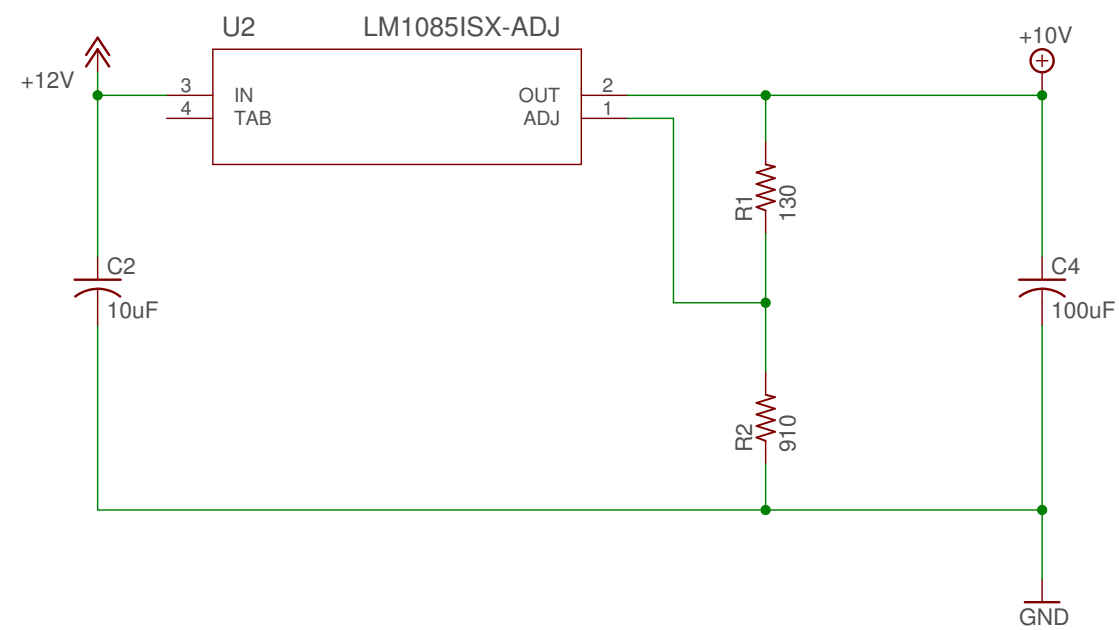 U2 LM1085ISX-ADJ
+10V
+12V
3 IN OUT 2
4 TAB ADJ 1
R1 130
C2
10uF
C4
100uF
R2 910
GND